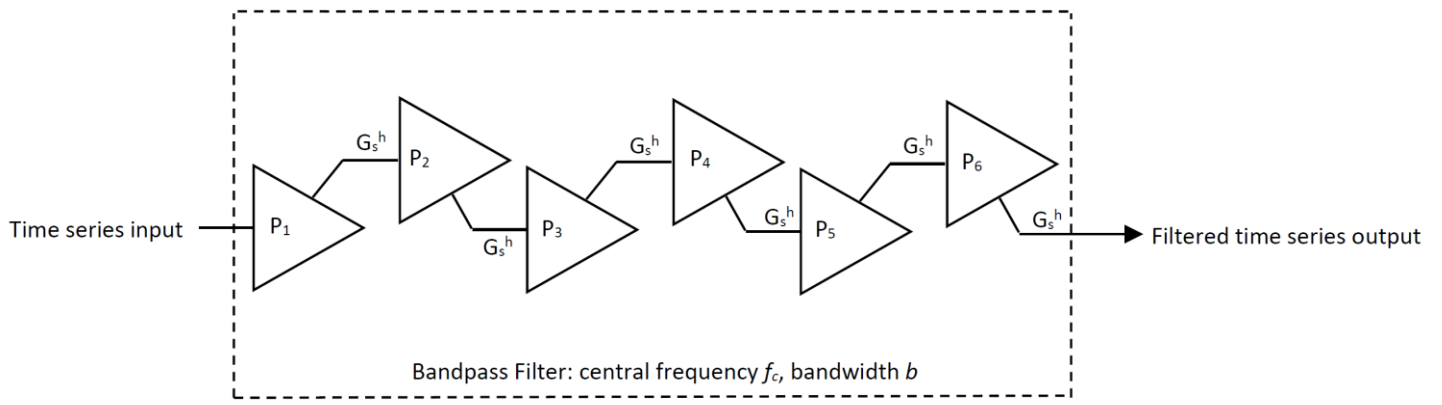 Time series input
P₁
Gₛʰ
P₂
Gₛʰ
P₃
Gₛʰ
P₄
Gₛʰ
P₅
Gₛʰ
P₆
Gₛʰ
Filtered time series output
Bandpass Filter: central frequency f꜀, bandwidth b